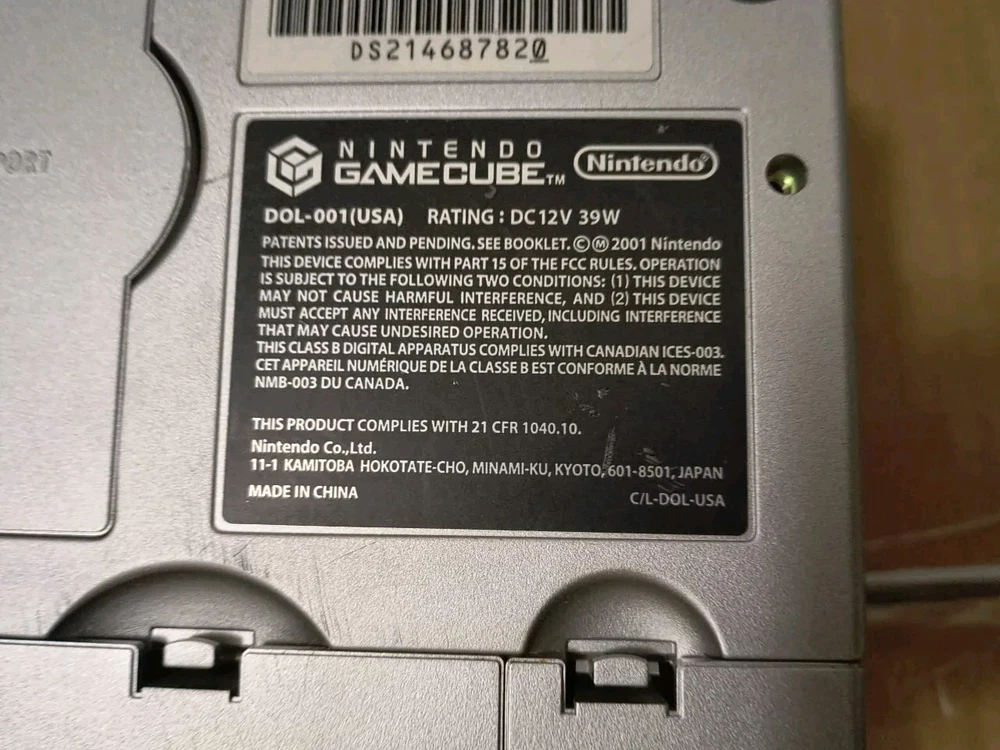 DS214687820
PORT
NINTENDO
GAMECUBE™ Nintendo®
DOL-001(USA) RATING : DC12V 39W
PATENTS ISSUED AND PENDING. SEE BOOKLET. ©Ⓜ 2001 Nintendo
THIS DEVICE COMPLIES WITH PART 15 OF THE FCC RULES. OPERATION
IS SUBJECT TO THE FOLLOWING TWO CONDITIONS: (1) THIS DEVICE
MAY NOT CAUSE HARMFUL INTERFERENCE, AND (2) THIS DEVICE
MUST ACCEPT ANY INTERFERENCE RECEIVED, INCLUDING INTERFERENCE
THAT MAY CAUSE UNDESIRED OPERATION.
THIS CLASS B DIGITAL APPARATUS COMPLIES WITH CANADIAN ICES-003.
CET APPAREIL NUMÉRIQUE DE LA CLASSE B EST CONFORME À LA NORME
NMB-003 DU CANADA.
THIS PRODUCT COMPLIES WITH 21 CFR 1040.10.
Nintendo Co.,Ltd.
11-1 KAMITOBA HOKOTATE-CHO, MINAMI-KU, KYOTO, 601-8501, JAPAN
MADE IN CHINA C/L-DOL-USA